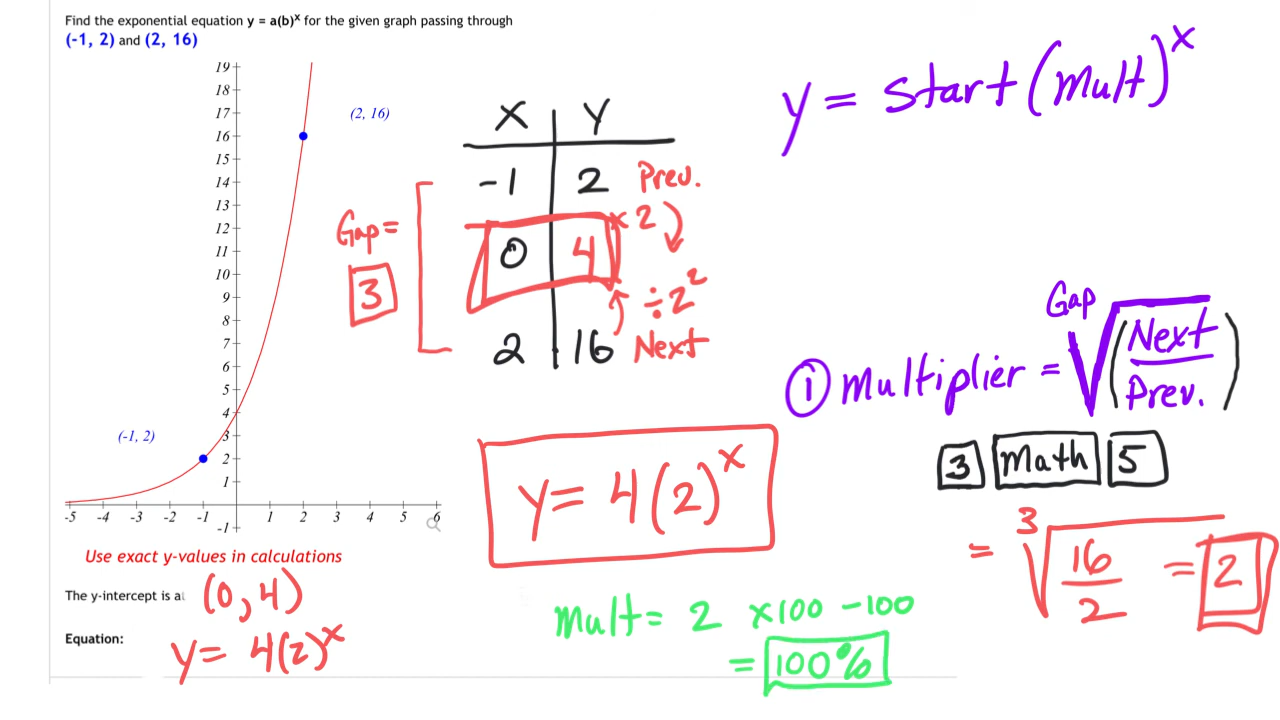 Find the exponential equation y = a(b)ˣ for the given graph passing through
(-1, 2) and (2, 16)
19
18
17
16
15
14
13
12
11
10
9
8
7
6
5
4
3
2
1
-1
-5 -4 -3 -2 -1 1 2 3 4 5 6
(2, 16)
(-1, 2)
Use exact y-values in calculations
The y-intercept is a (0, 4)
Equation: y = 4(2)ˣ
Gap =
3
X Y
-1 2 Prev.
x 2
0 4
÷ 2²
2 16 Next
y = 4(2)ˣ
mult = 2 x100 -100
= 100%
y = start (mult)ˣ
① multiplier = Gap√(Next/Prev.)
3 Math 5
= ³√16/2 = 2